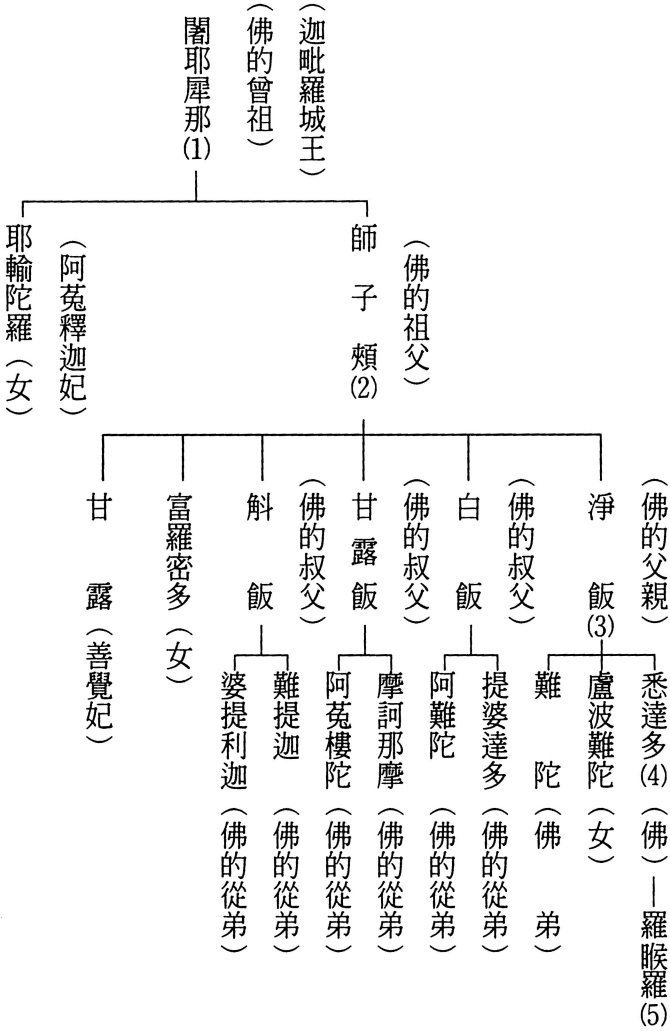 （迦毗羅城王）
（佛的曾祖）
闍耶犀那(1)
（佛的祖父）
師子頰(2)
（阿菟釋迦妃）
耶輸陀羅（女）
（佛的父親）
淨飯(3)
（佛的叔父）
白飯
（佛的叔父）
甘露飯
（佛的叔父）
斛飯
富羅密多（女）
甘露（善覺妃）
悉達多(4)（佛）—羅睺羅(5)
盧波難陀（女）
難陀（佛弟）
提婆達多（佛的從弟）
阿難陀（佛的從弟）
摩訶那摩（佛的從弟）
阿菟樓陀（佛的從弟）
難提迦（佛的從弟）
婆提利迦（佛的從弟）